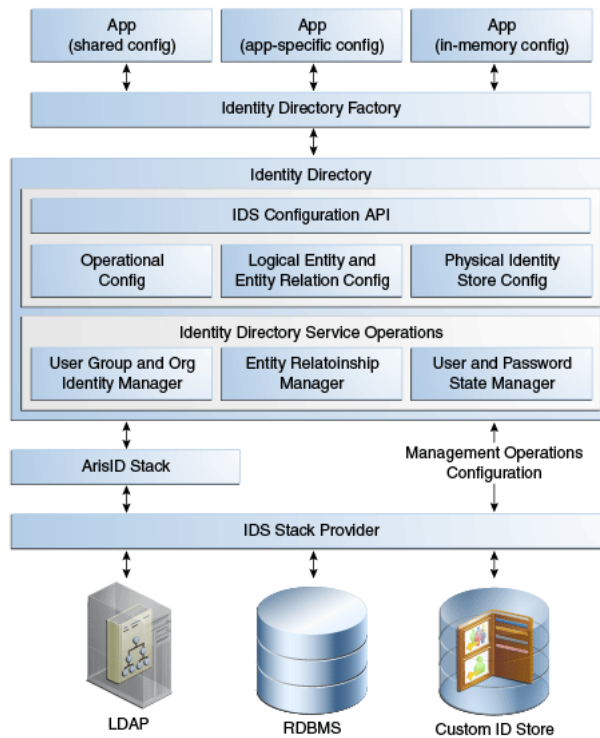 App
(shared config)
App
(app-specific config)
App
(in-memory config)
Identity Directory Factory
Identity Directory
IDS Configuration API
Operational
Config
Logical Entity and
Entity Relation Config
Physical Identity
Store Config
Identity Directory Service Operations
User Group and Org
Identity Manager
Entity Relatoinship
Manager
User and Password
State Manager
ArisID Stack
Management Operations
Configuration
IDS Stack Provider
LDAP
RDBMS
Custom ID Store